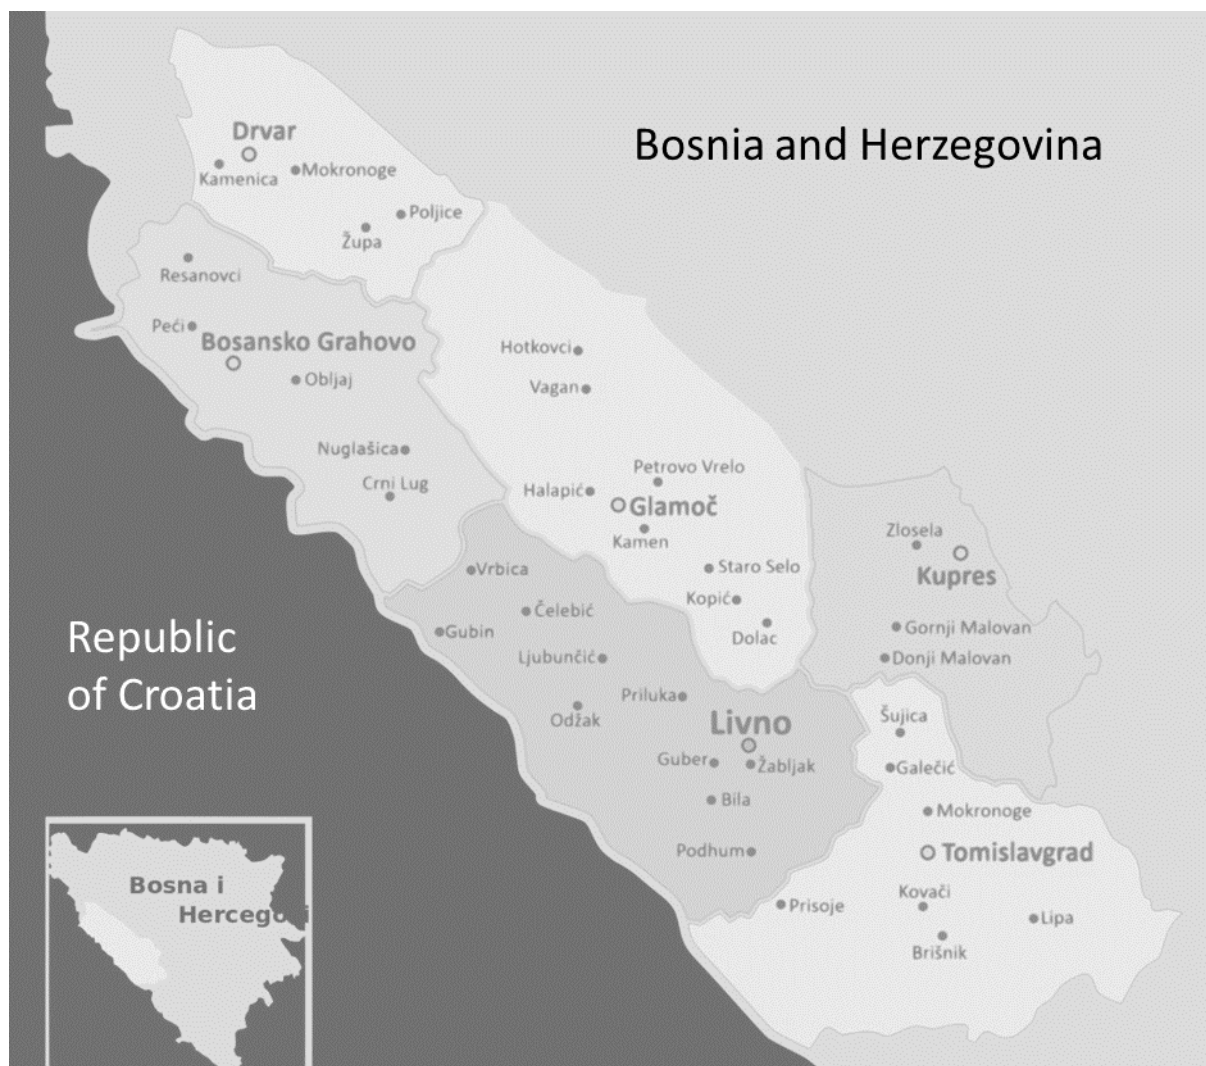 Bosnia and Herzegovina
Drvar
Kamenica
Mokronoge
Poljice
Župa
Resanovci
Peći
Bosansko Grahovo
Obljaj
Hotkovci
Vagan
Nuglašica
Crni Lug
Petrovo Vrelo
Halapić
Glamoč
Kamen
Zlosela
Kupres
Staro Selo
Vrbica
Kopić
Čelebić
Gubin
Dolac
Gornji Malovan
Donji Malovan
Republic
of Croatia
Ljubunčić
Priluka
Odžak
Livno
Šujica
Guber
Žabljak
Galečić
Bila
Mokronoge
Podhum
Tomislavgrad
Kovači
Prisoje
Lipa
Brišnik
Bosna i
Hercegovi